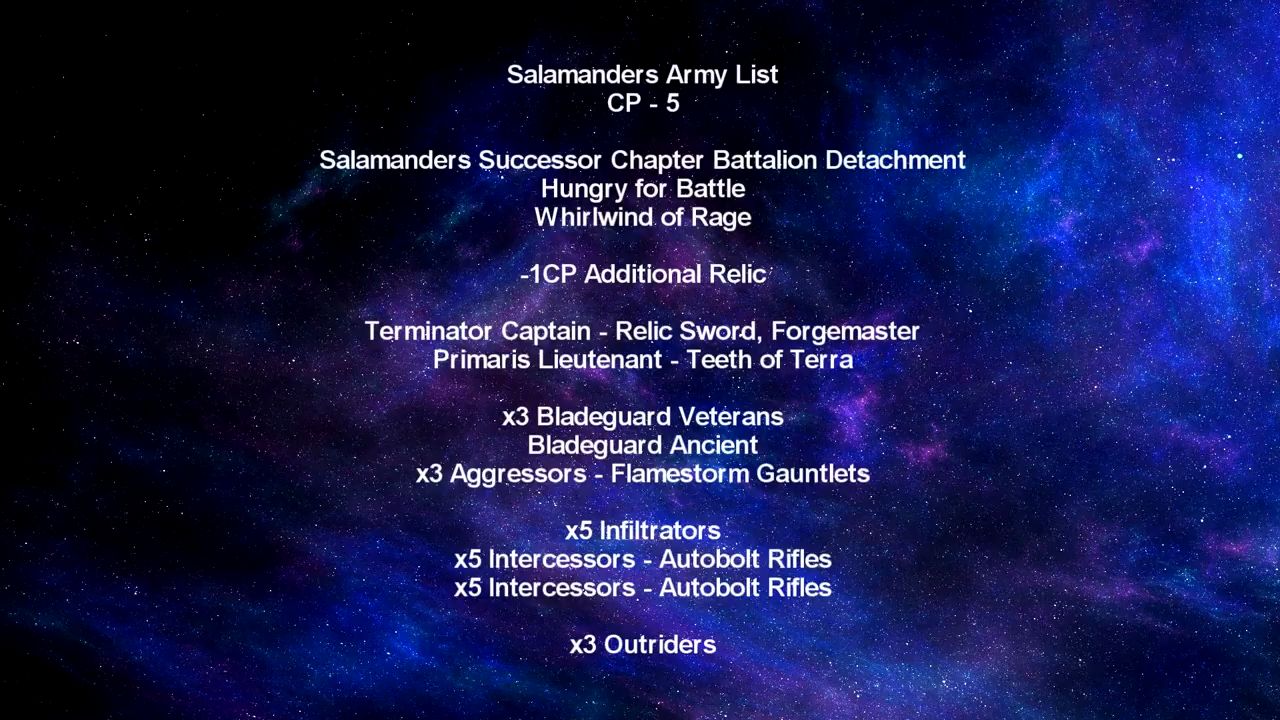 Salamanders Army List
CP - 5
Salamanders Successor Chapter Battalion Detachment
Hungry for Battle
Whirlwind of Rage
-1CP Additional Relic
Terminator Captain - Relic Sword, Forgemaster
Primaris Lieutenant - Teeth of Terra
x3 Bladeguard Veterans
Bladeguard Ancient
x3 Aggressors - Flamestorm Gauntlets
x5 Infiltrators
x5 Intercessors - Autobolt Rifles
x5 Intercessors - Autobolt Rifles
x3 Outriders